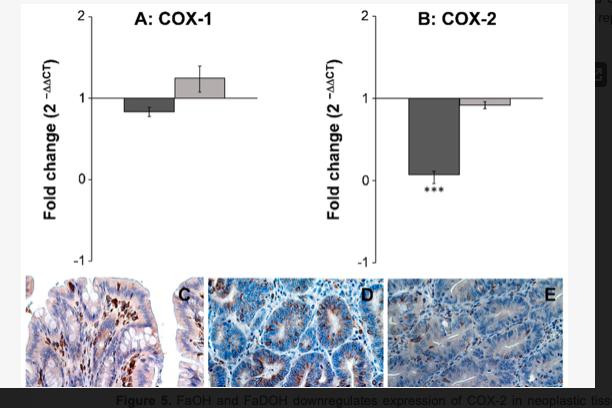 A: COX-1
B: COX-2
Fold change (2 ⁻ΔΔCT)
2
1
0
-1
Fold change (2 ⁻ΔΔCT)
2
1
0
-1
***
C
D
E
Figure 5. FaOH and FaDOH downregulates expression of COX-2 in neoplastic